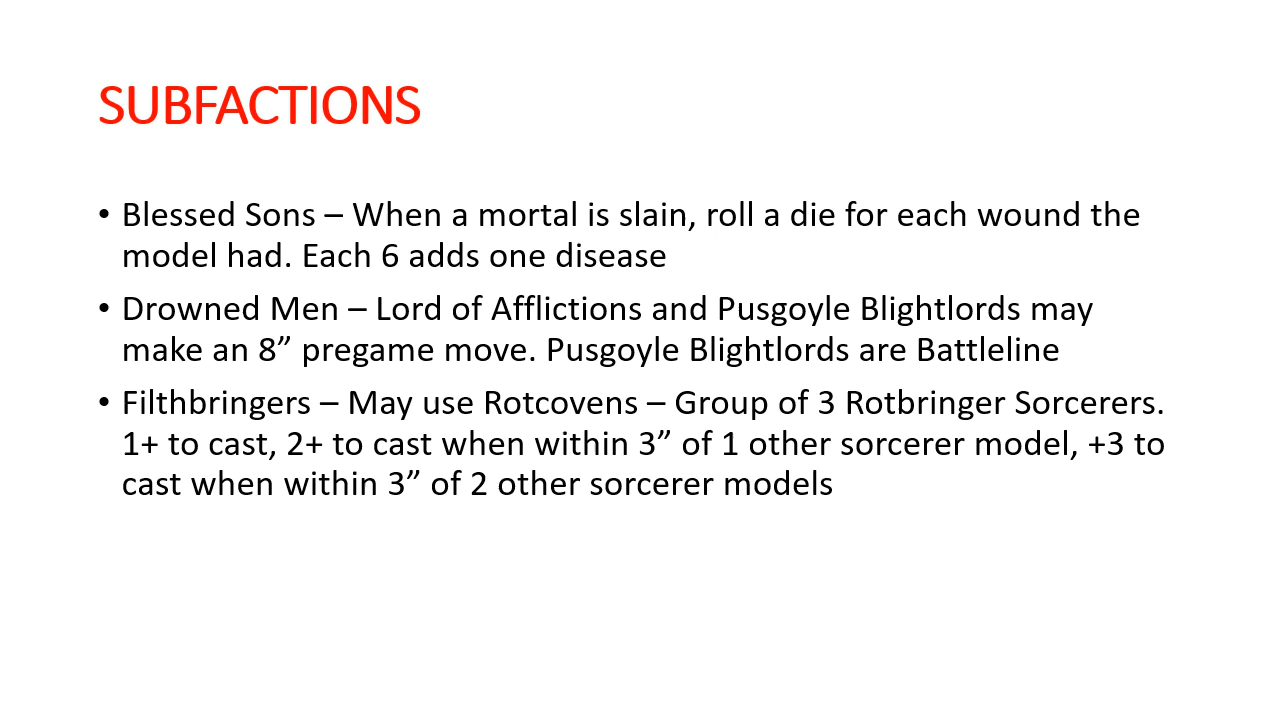 SUBFACTIONS
• Blessed Sons – When a mortal is slain, roll a die for each wound the
model had. Each 6 adds one disease
• Drowned Men – Lord of Afflictions and Pusgoyle Blightlords may
make an 8” pregame move. Pusgoyle Blightlords are Battleline
• Filthbringers – May use Rotcovens – Group of 3 Rotbringer Sorcerers.
1+ to cast, 2+ to cast when within 3” of 1 other sorcerer model, +3 to
cast when within 3” of 2 other sorcerer models